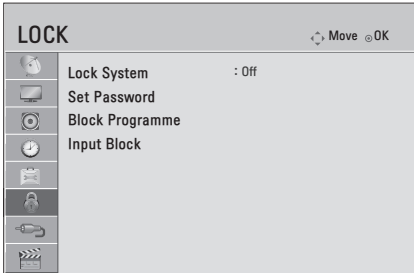 LOCK
Move OK
Lock System : Off
Set Password
Block Programme
Input Block